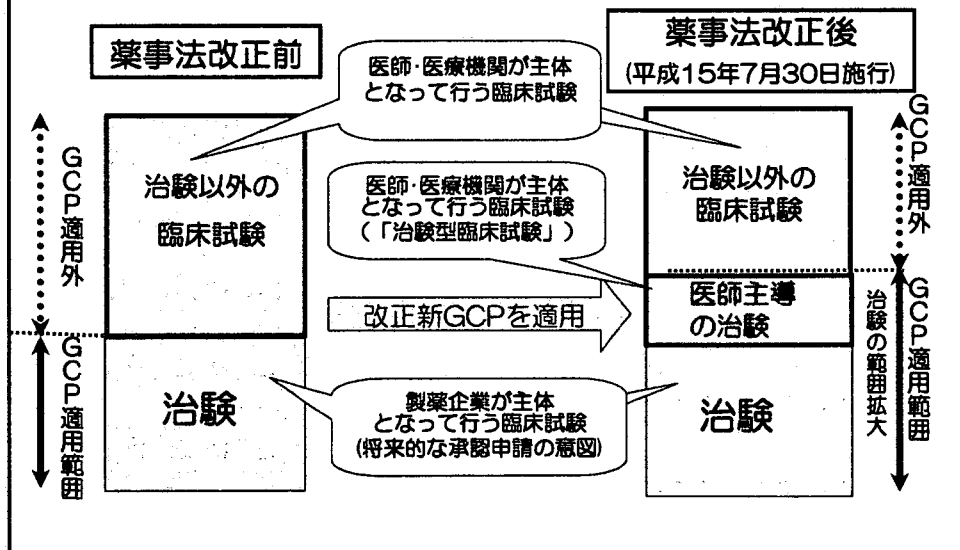 薬事法改正前
薬事法改正後
(平成15年7月30日施行)
医師・医療機関が主体
となって行う臨床試験
GCP適用外
治験以外の
臨床試験
医師・医療機関が主体
となって行う臨床試験
(「治験型臨床試験」)
治験以外の
臨床試験
GCP適用外
改正新GCPを適用
医師主導
の治験
GCP適用範囲
治験
製薬企業が主体
となって行う臨床試験
(将来的な承認申請の意図)
治験
治験の範囲拡大
GCP適用範囲